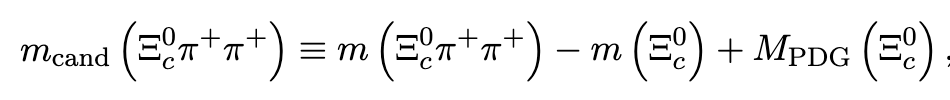 m_cand (Ξ_c^0 π^+ π^+) ≡ m (Ξ_c^0 π^+ π^+) − m (Ξ_c^0) + M_PDG (Ξ_c^0) ,